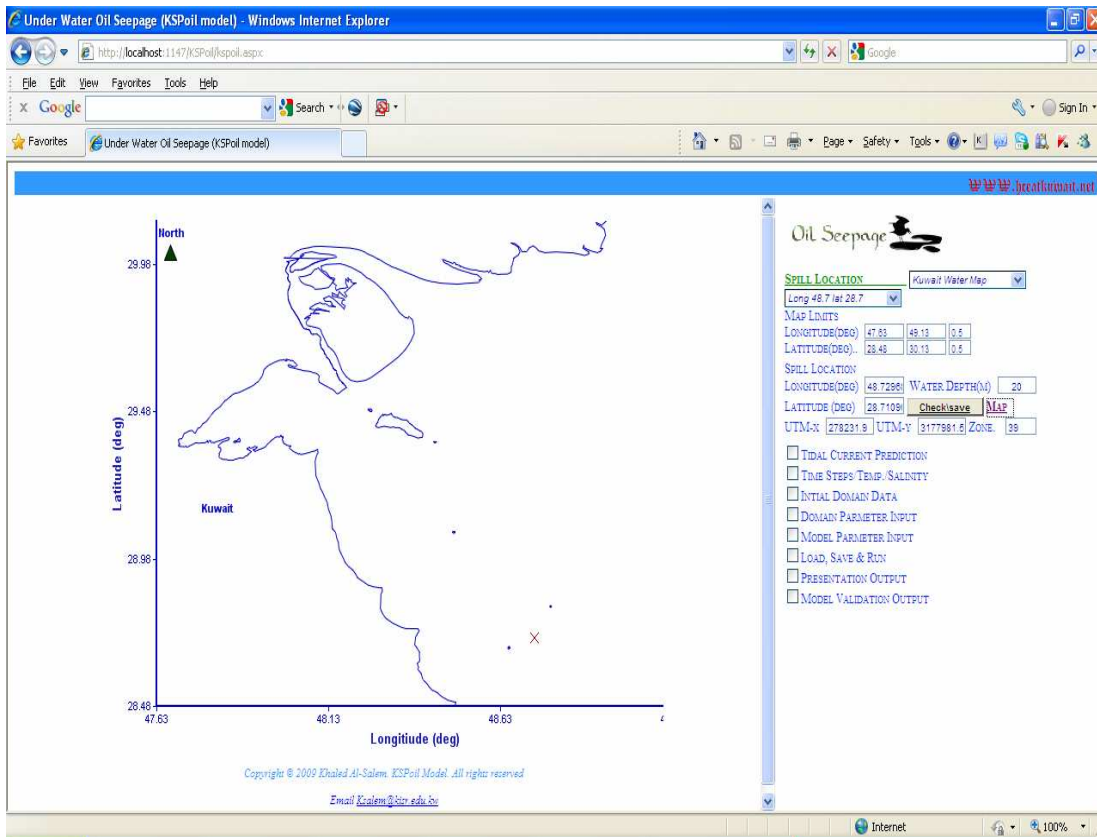 Under Water Oil Seepage (KSPoil model) - Windows Internet Explorer
http://localhost:1147/KSPoil/kspoil.aspx
Google
File Edit View Favorites Tools Help
x Google Search Sign In
Favorites Under Water Oil Seepage (KSPoil model) Page Safety Tools
North
29.98
29.48
28.98
28.48
Latitude (deg)
Kuwait
47.63 48.13 48.63
Longitiude (deg)
Copyright © 2009 Khaled Al-Salem. KSPoil Model. All rights reserved
Email Ksalem@kisr.edu.kw
Oil Seepage
SPILL LOCATION Kuwait Water Map
Long 48.7 lat 28.7
MAP LIMITS
LONGITUDE(DEG) 47.63 49.13 0.5
LATITUDE(DEG).. 28.48 30.13 0.5
SPILL LOCATION
LONGITUDE(DEG) 48.7296 WATER DEPTH(M) 20
LATITUDE (DEG) 28.7109 Check\save MAP
UTM-X 278231.9 UTM-Y 3177981.5 ZONE. 39
TIDAL CURRENT PREDICTION
TIME STEPS/TEMP./SALINITY
INTIAL DOMAIN DATA
DOMAIN PARMETER INPUT
MODEL PARMETER INPUT
LOAD, SAVE & RUN
PRESENTATION OUTPUT
MODEL VALIDATION OUTPUT
Internet 100%